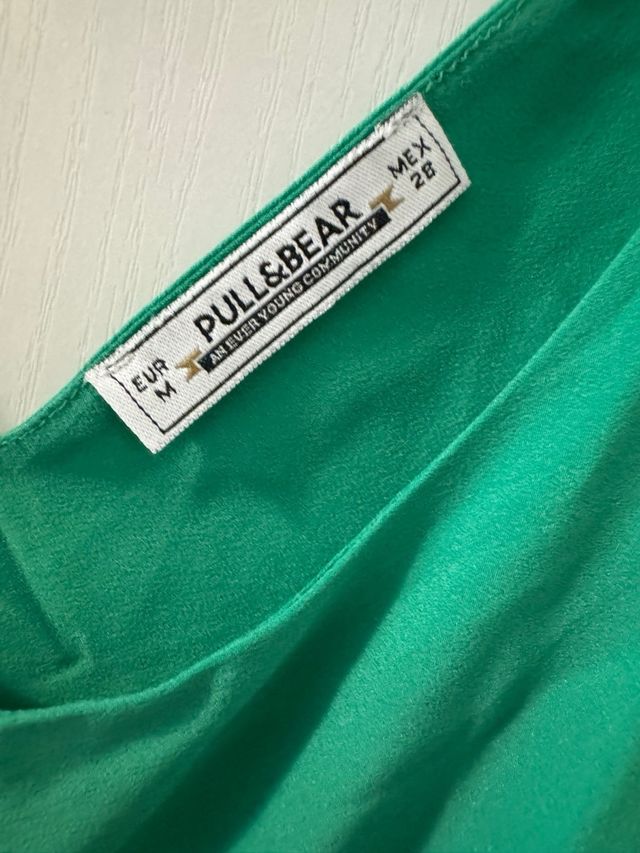 EUR
M
PULL&BEAR
AN EVER YOUNG COMMUNITY
MEX
28